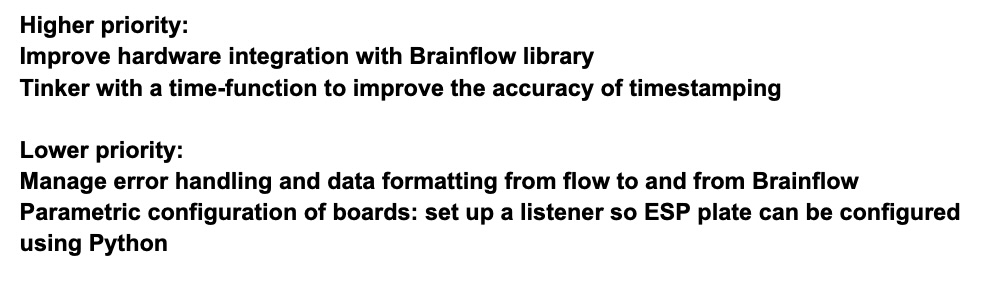 Higher priority:
Improve hardware integration with Brainflow library
Tinker with a time-function to improve the accuracy of timestamping
Lower priority:
Manage error handling and data formatting from flow to and from Brainflow
Parametric configuration of boards: set up a listener so ESP plate can be configured
using Python